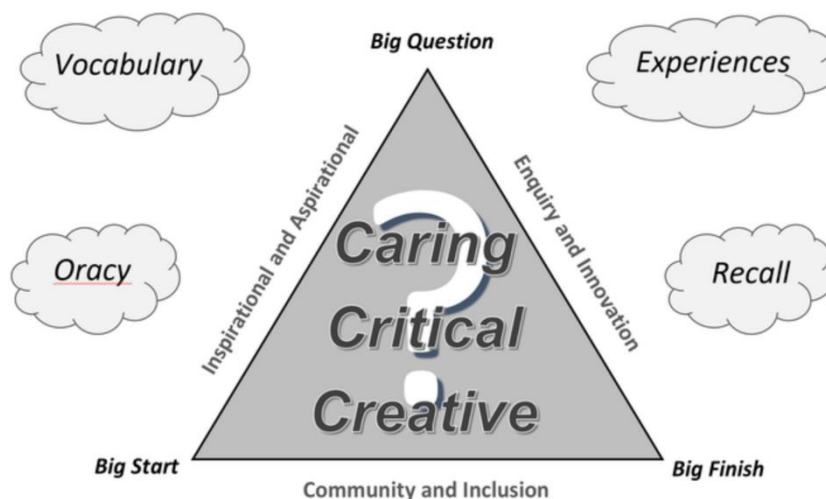 Big Question
Vocabulary
Experiences
Inspirational and Aspirational
Enquiry and Innovation
Oracy
Recall
Caring
Critical
Creative
?
Big Start
Big Finish
Community and Inclusion